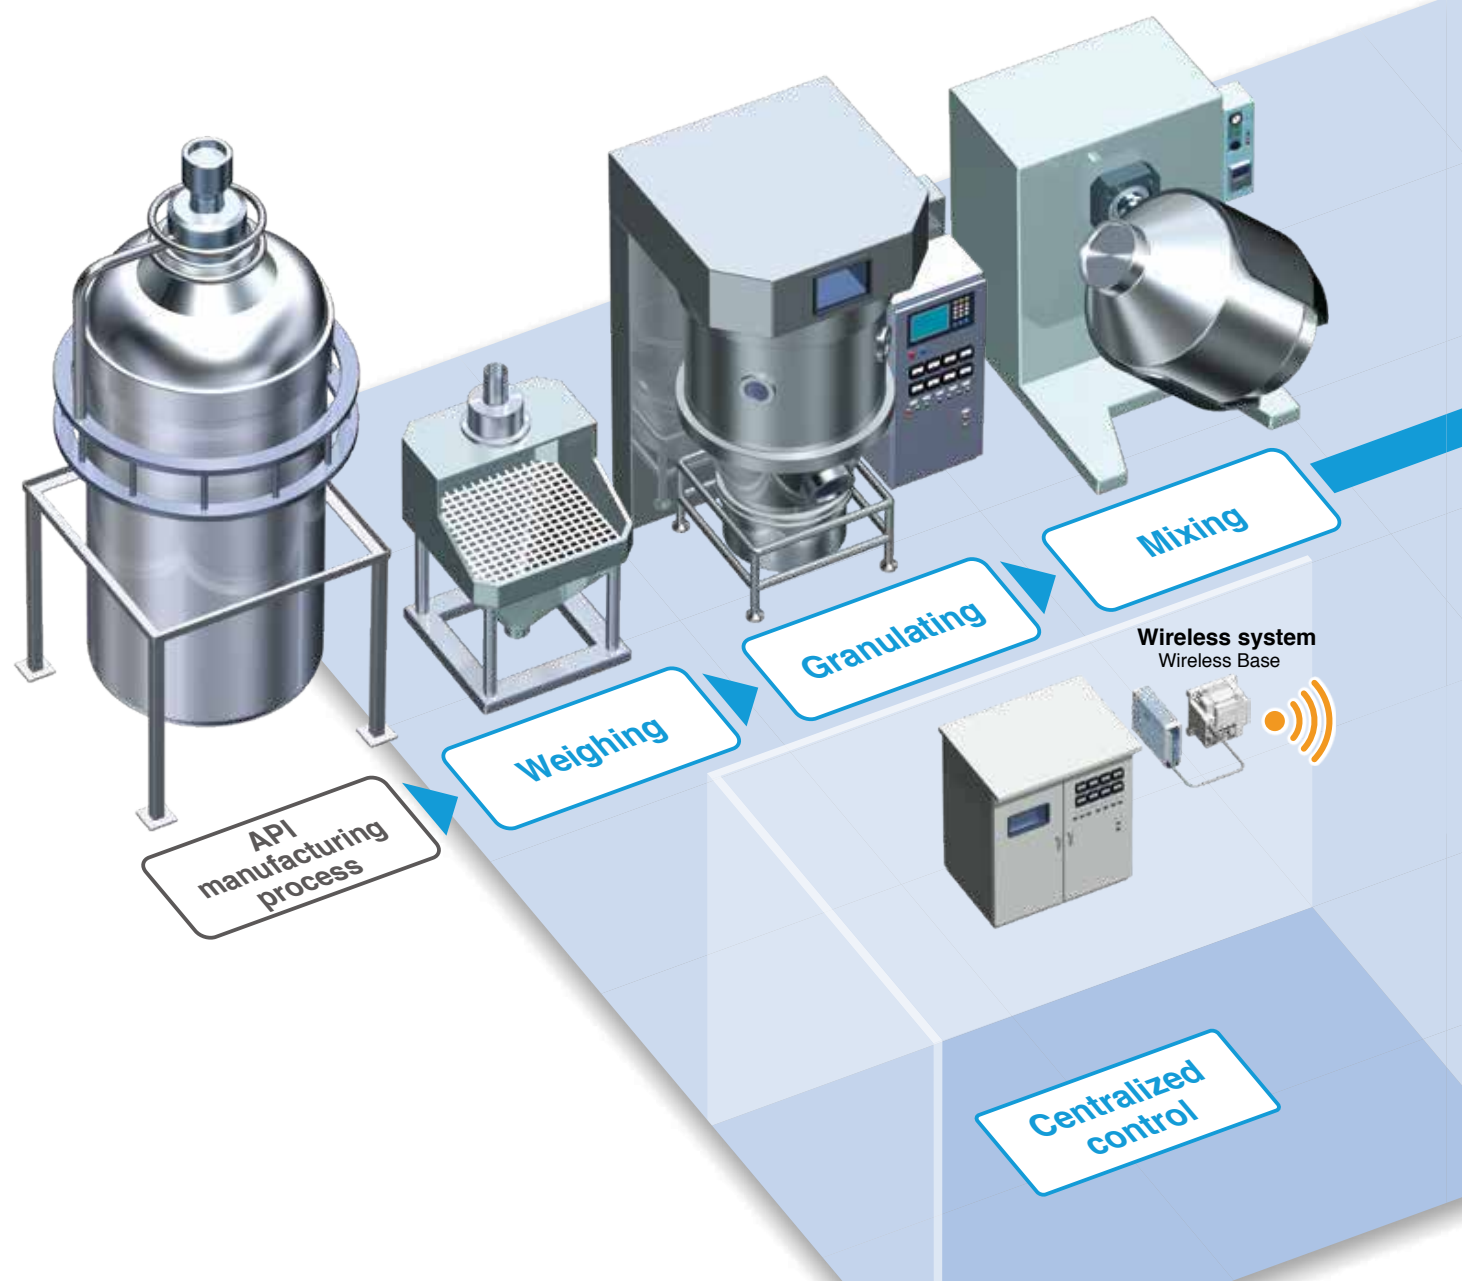 API
manufacturing
process
Weighing
Granulating
Mixing
Wireless system
Wireless Base
Centralized
control